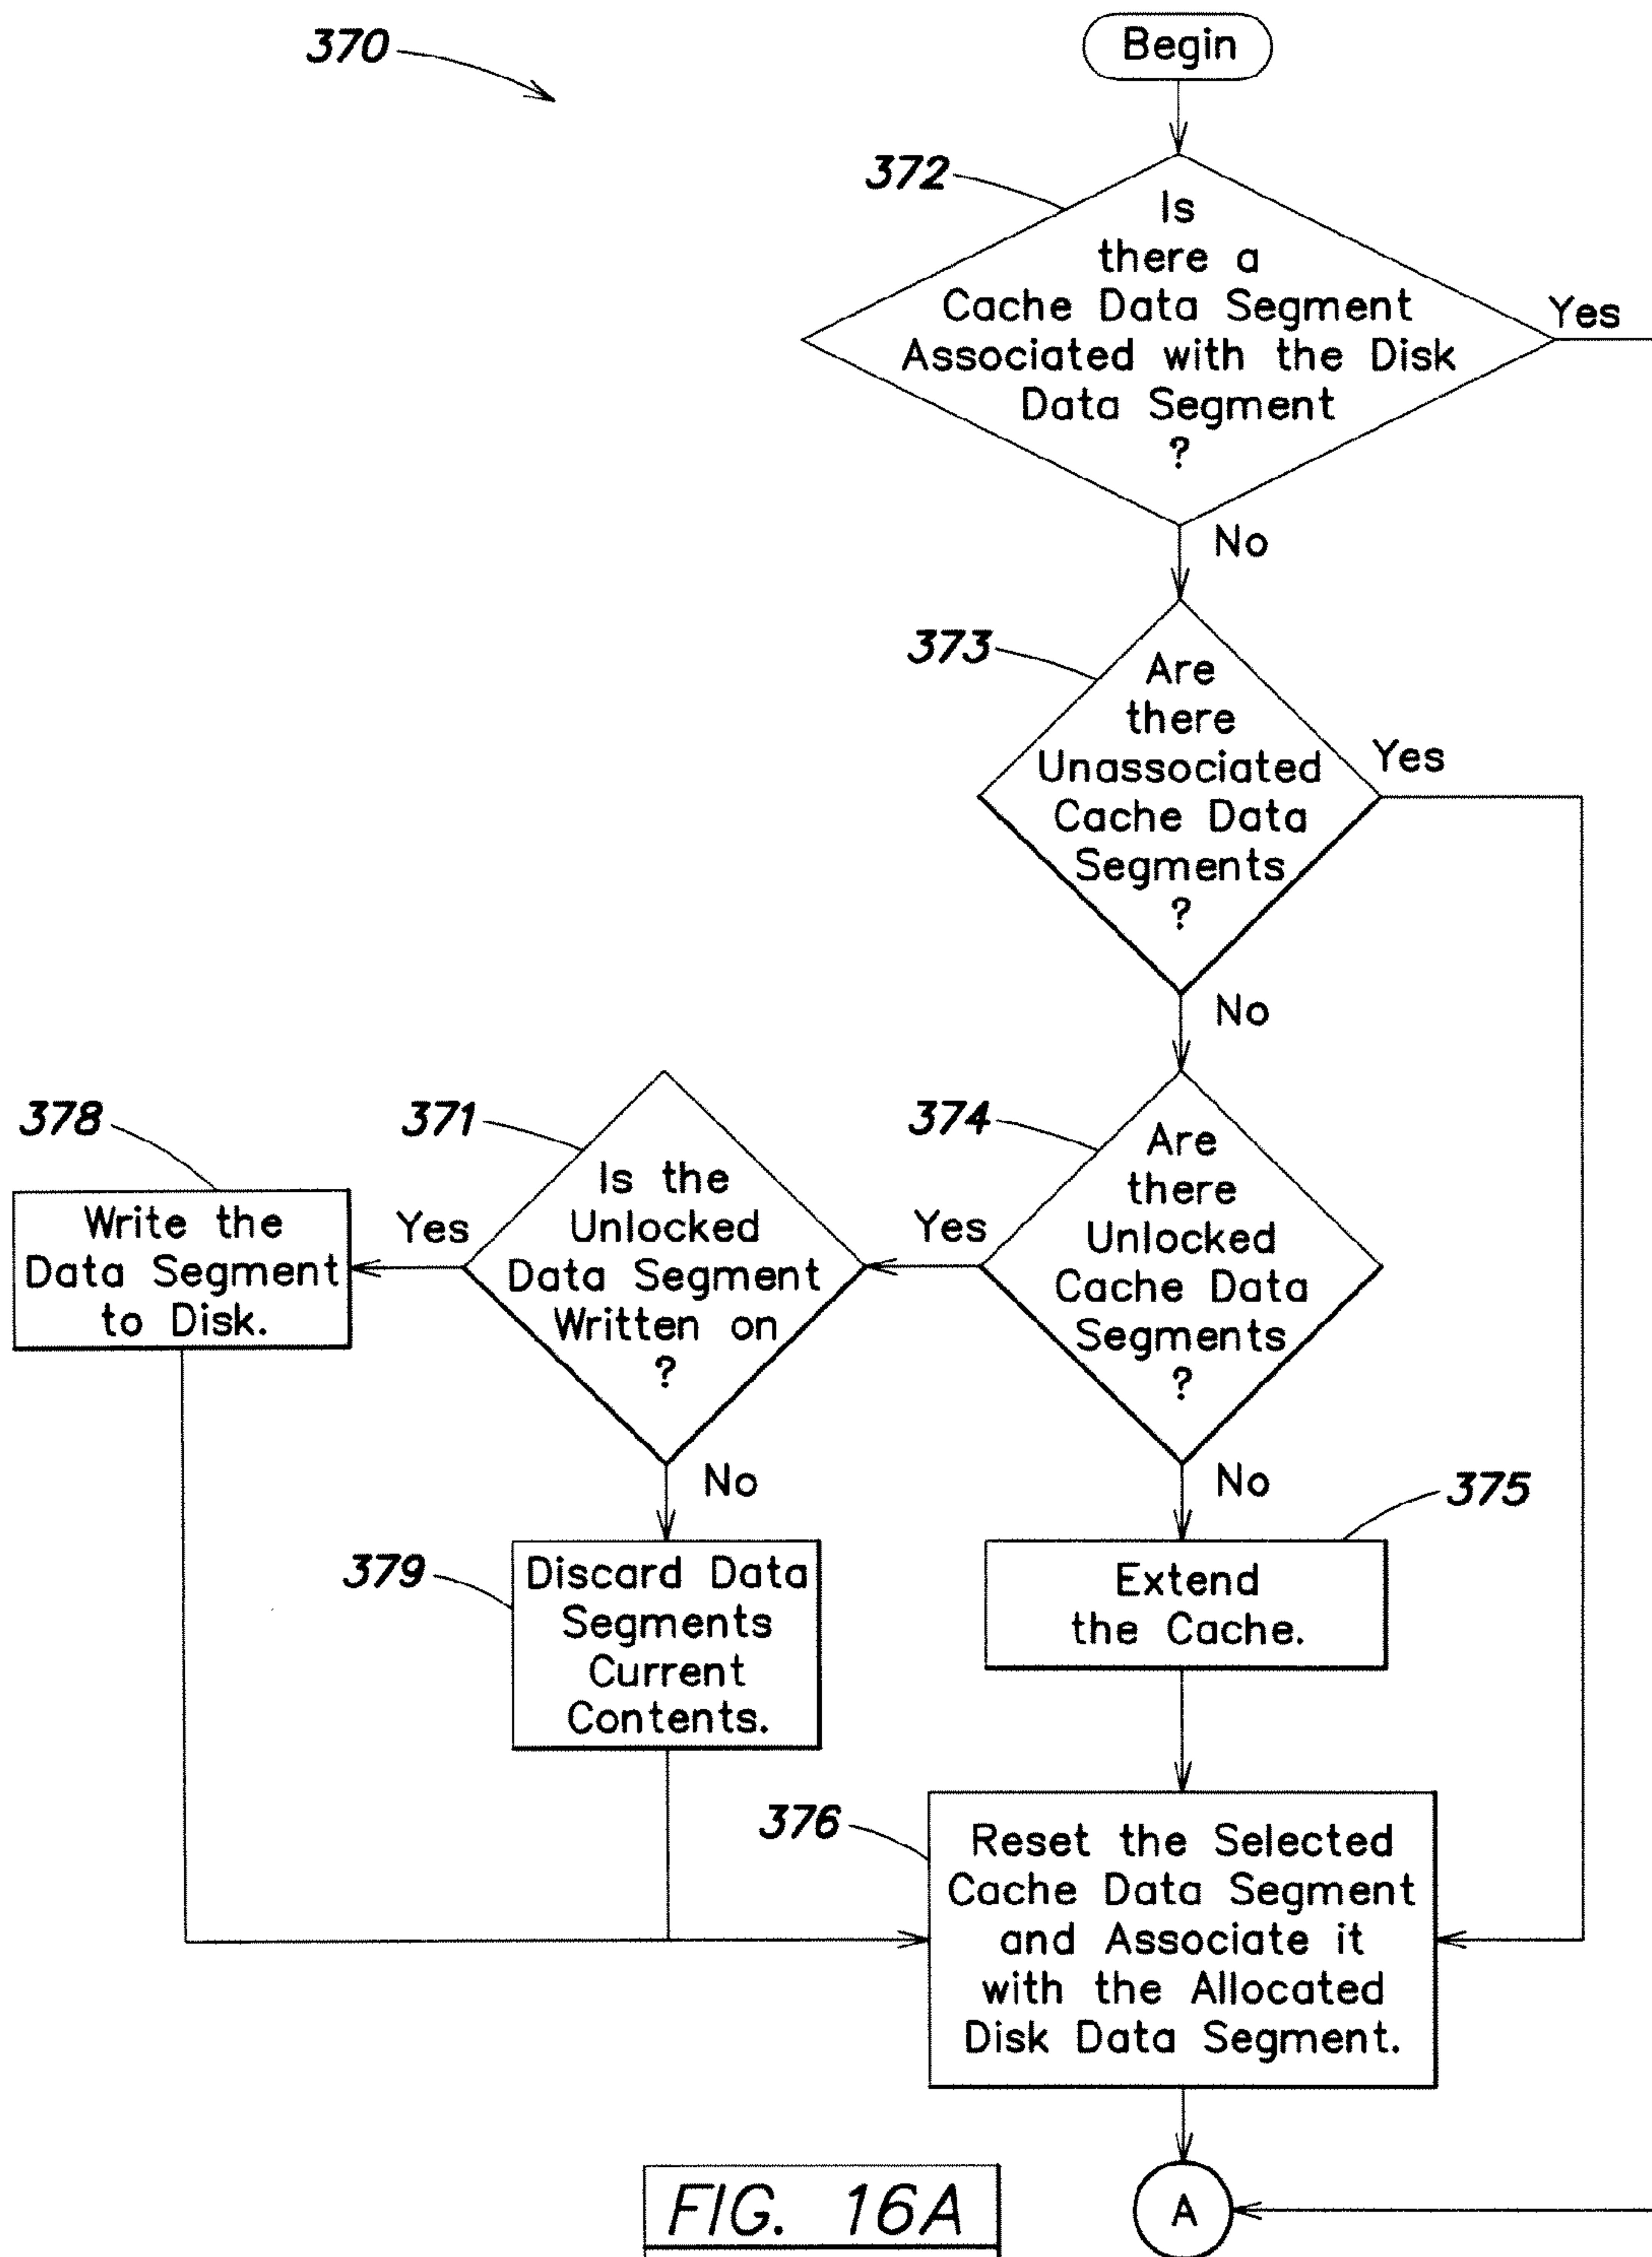 370
Begin
372
Is
there a
Cache Data Segment
Associated with the Disk
Data Segment
?
Yes
No
373
Are
there
Unassociated
Cache Data
Segments
?
Yes
No
374
Are
there
Unlocked
Cache Data
Segments
?
Yes
No
371
Is the
Unlocked
Data Segment
Written on
?
Yes
No
378
Write the
Data Segment
to Disk.
379
Discard Data
Segments
Current
Contents.
375
Extend
the Cache.
376
Reset the Selected
Cache Data Segment
and Associate it
with the Allocated
Disk Data Segment.
A
FIG. 16A